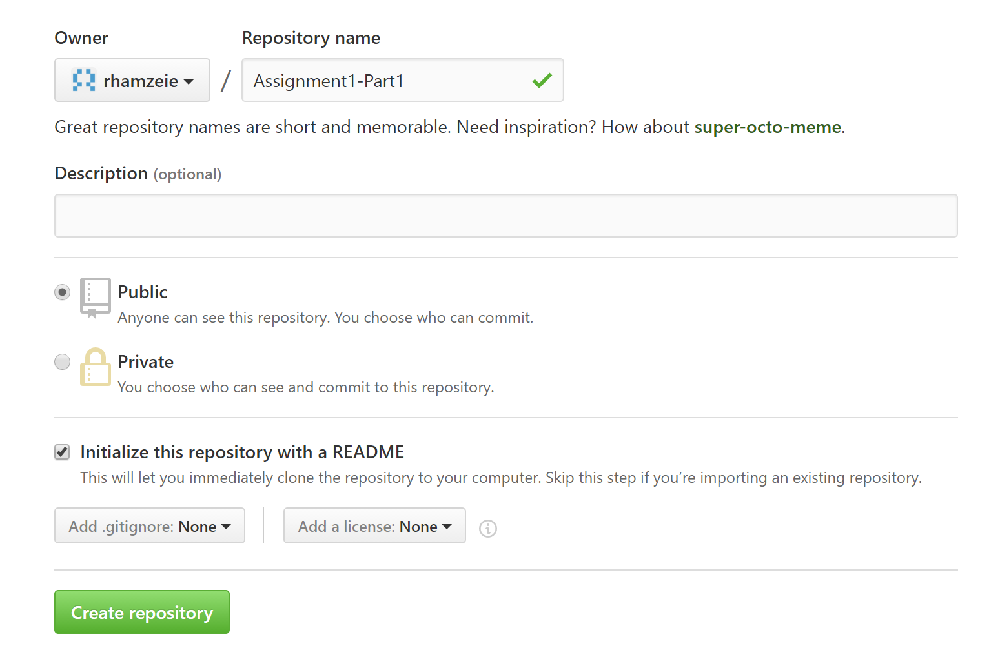 Owner
Repository name
rhamzeie / Assignment1-Part1
Great repository names are short and memorable. Need inspiration? How about super-octo-meme.
Description (optional)
Public
Anyone can see this repository. You choose who can commit.
Private
You choose who can see and commit to this repository.
Initialize this repository with a README
This will let you immediately clone the repository to your computer. Skip this step if you’re importing an existing repository.
Add .gitignore: None
Add a license: None
Create repository